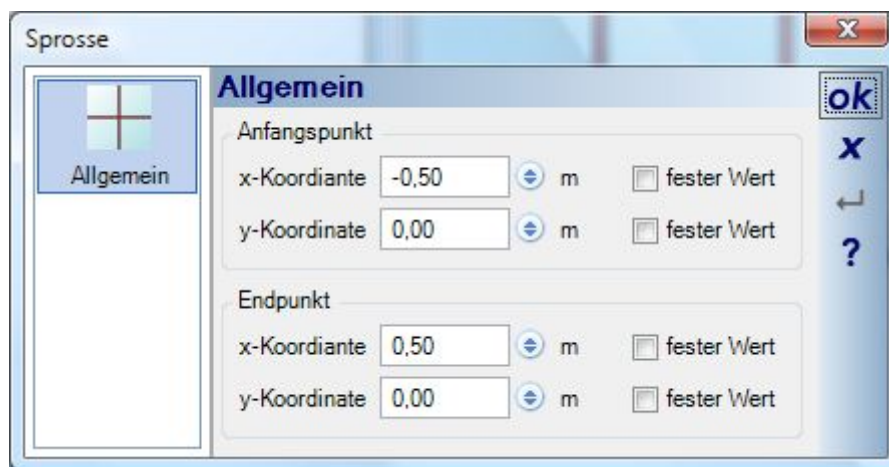 Sprosse
x
Allgemein
Allgemein
ok
Anfangspunkt
x
x-Koordiante -0,50 m fester Wert
y-Koordinate 0,00 m fester Wert
?
Endpunkt
x-Koordiante 0,50 m fester Wert
y-Koordinate 0,00 m fester Wert